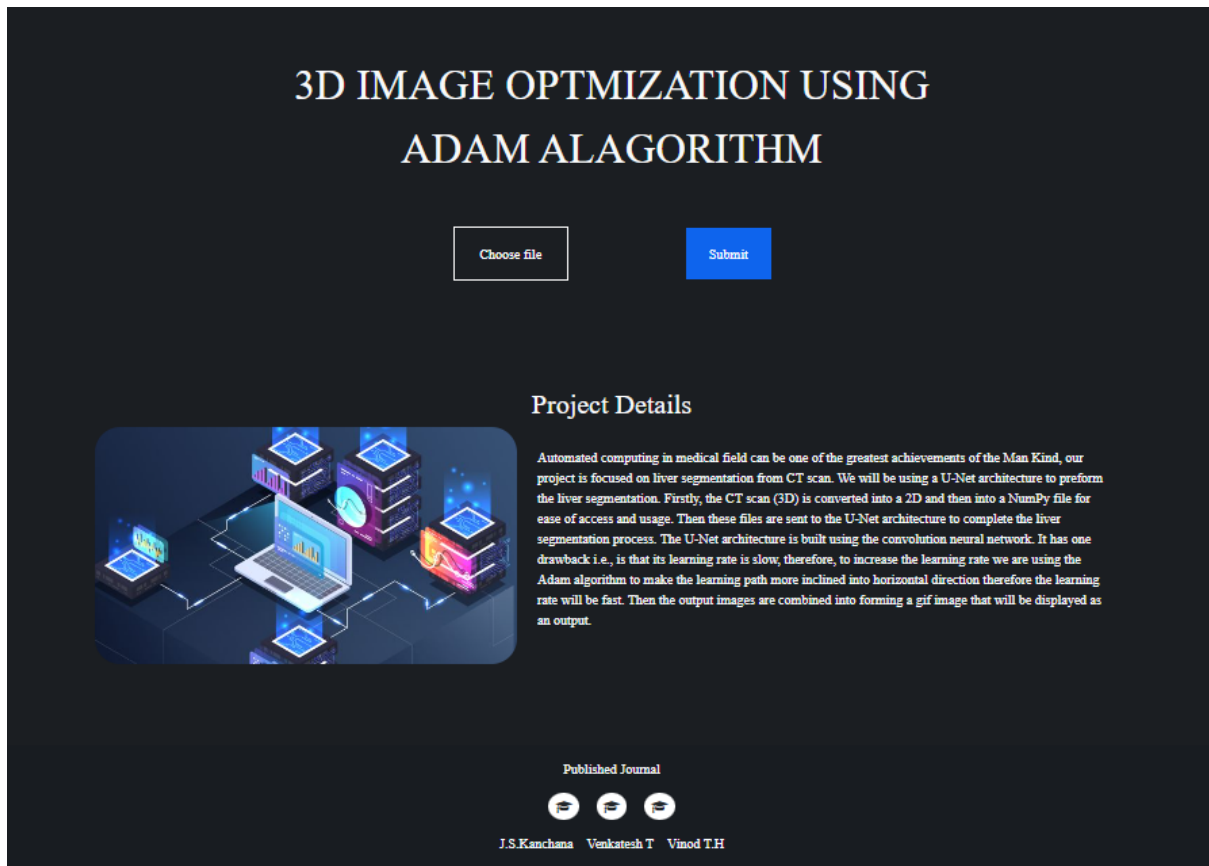 3D IMAGE OPTMIZATION USING
ADAM ALAGORITHM
Choose file
Submit
Project Details
Automated computing in medical field can be one of the greatest achievements of the Man Kind, our
project is focused on liver segmentation from CT scan. We will be using a U-Net architecture to preform
the liver segmentation. Firstly, the CT scan (3D) is converted into a 2D and then into a NumPy file for
ease of access and usage. Then these files are sent to the U-Net architecture to complete the liver
segmentation process. The U-Net architecture is built using the convolution neural network. It has one
drawback i.e., is that its learning rate is slow, therefore, to increase the learning rate we are using the
Adam algorithm to make the learning path more inclined into horizontal direction therefore the learning
rate will be fast. Then the output images are combined into forming a gif image that will be displayed as
an output.
Published Journal
J.S.Kanchana Venkatesh T Vinod T.H